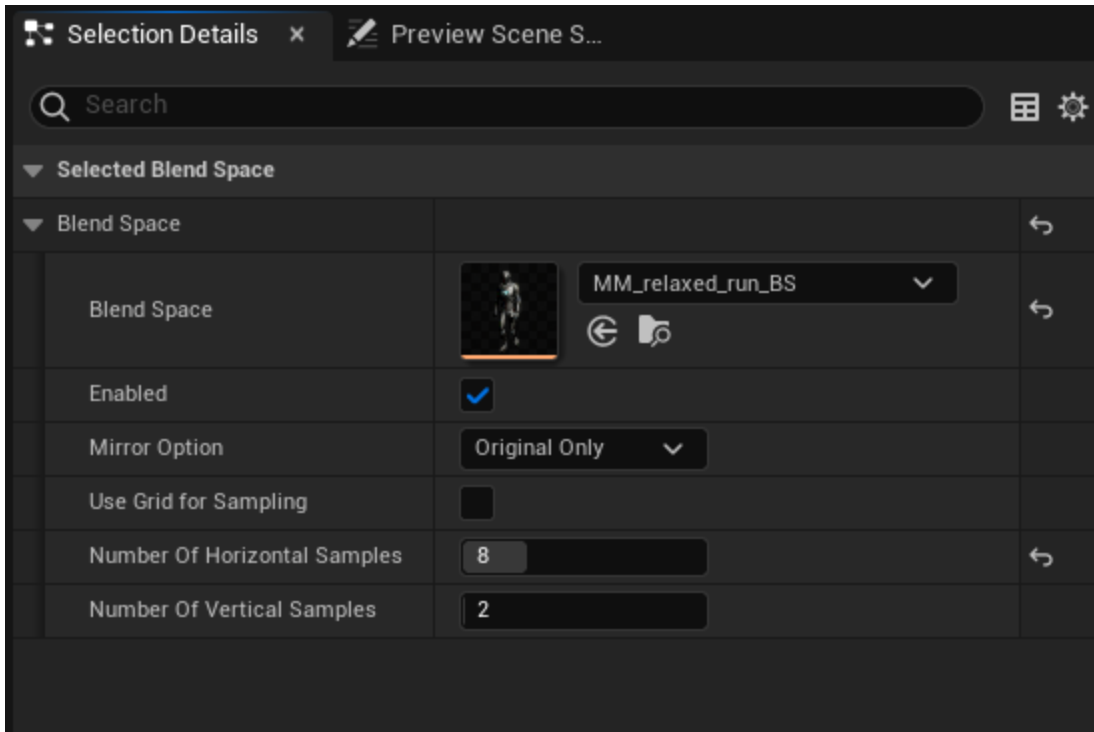 Selection Details
Preview Scene S...
Search
Selected Blend Space
Blend Space
Blend Space
MM_relaxed_run_BS
Enabled
Mirror Option
Original Only
Use Grid for Sampling
Number Of Horizontal Samples
8
Number Of Vertical Samples
2